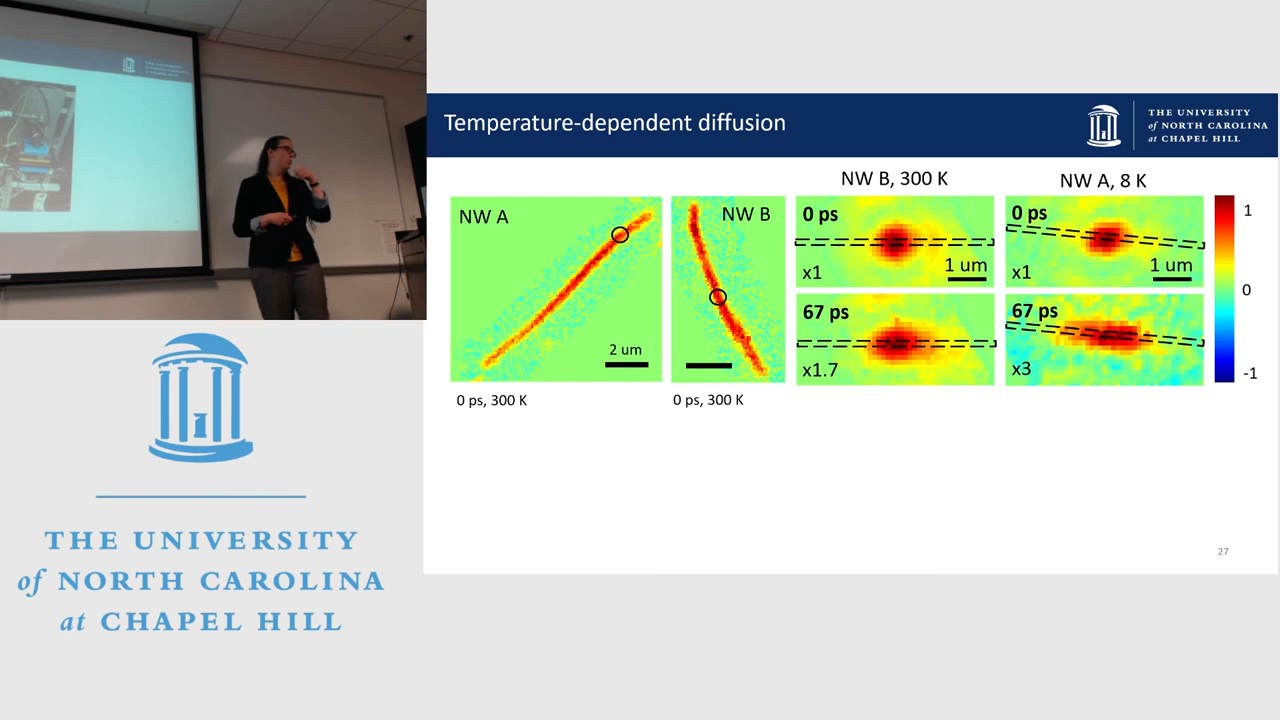 Temperature-dependent diffusion
THE UNIVERSITY
of NORTH CAROLINA
at CHAPEL HILL
NW B, 300 K
NW A, 8 K
NW A
2 um
0 ps, 300 K
NW B
0 ps, 300 K
0 ps
x1
1 um
67 ps
x1.7
0 ps
x1
1 um
67 ps
x3
1
0
-1
27
THE UNIVERSITY
of NORTH CAROLINA
at CHAPEL HILL